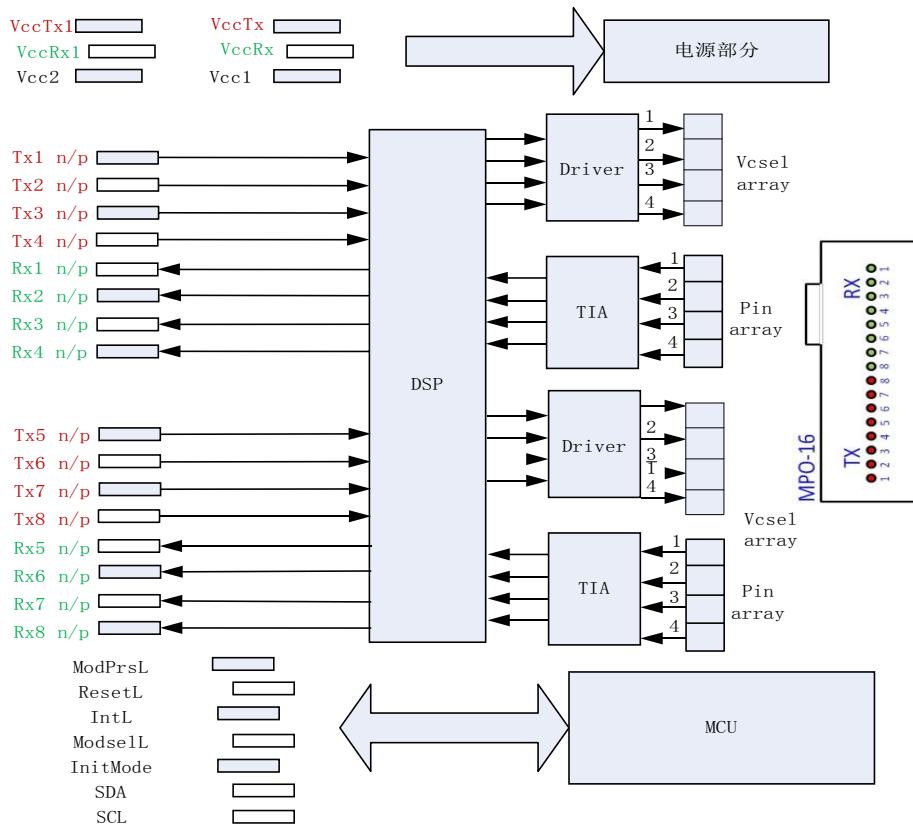 VccTx1
VccTx
VccRx1
VccRx
Vcc2
Vcc1
电源部分
Tx1 n/p
Tx2 n/p
Tx3 n/p
Tx4 n/p
Rx1 n/p
Rx2 n/p
Rx3 n/p
Rx4 n/p
Tx5 n/p
Tx6 n/p
Tx7 n/p
Tx8 n/p
Rx5 n/p
Rx6 n/p
Rx7 n/p
Rx8 n/p
DSP
Driver
1
2
3
4
Vcsel
array
TIA
1
2
3
4
Pin
array
Driver
2
3
1
4
Vcsel
array
TIA
1
2
3
4
Pin
array
MPO-16
RX
1
2
3
4
5
6
7
8
TX
8
7
6
5
4
3
2
1
ModPrsL
ResetL
IntL
ModselL
InitMode
SDA
SCL
MCU